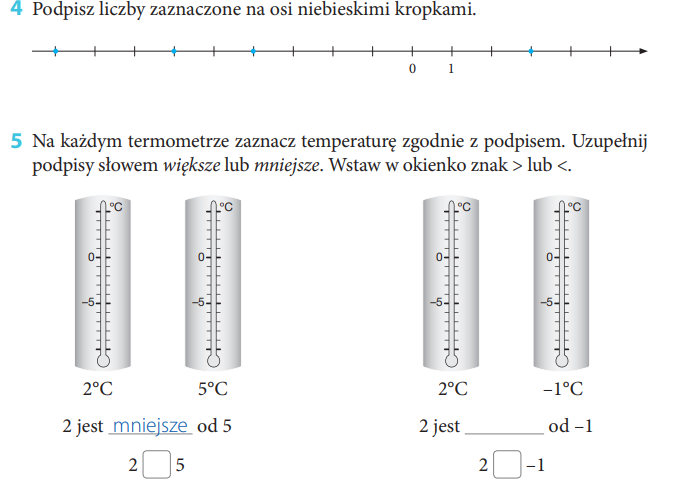 4 Podpisz liczby zaznaczone na osi niebieskimi kropkami.
0 1
5 Na każdym termometrze zaznacz temperaturę zgodnie z podpisem. Uzupełnij
podpisy słowem większe lub mniejsze. Wstaw w okienko znak > lub <.
°C °C °C °C
0 0 0 0
–5 –5 –5 –5
2°C 5°C 2°C –1°C
2 jest mniejsze od 5 2 jest _________ od –1
2 5 2 –1